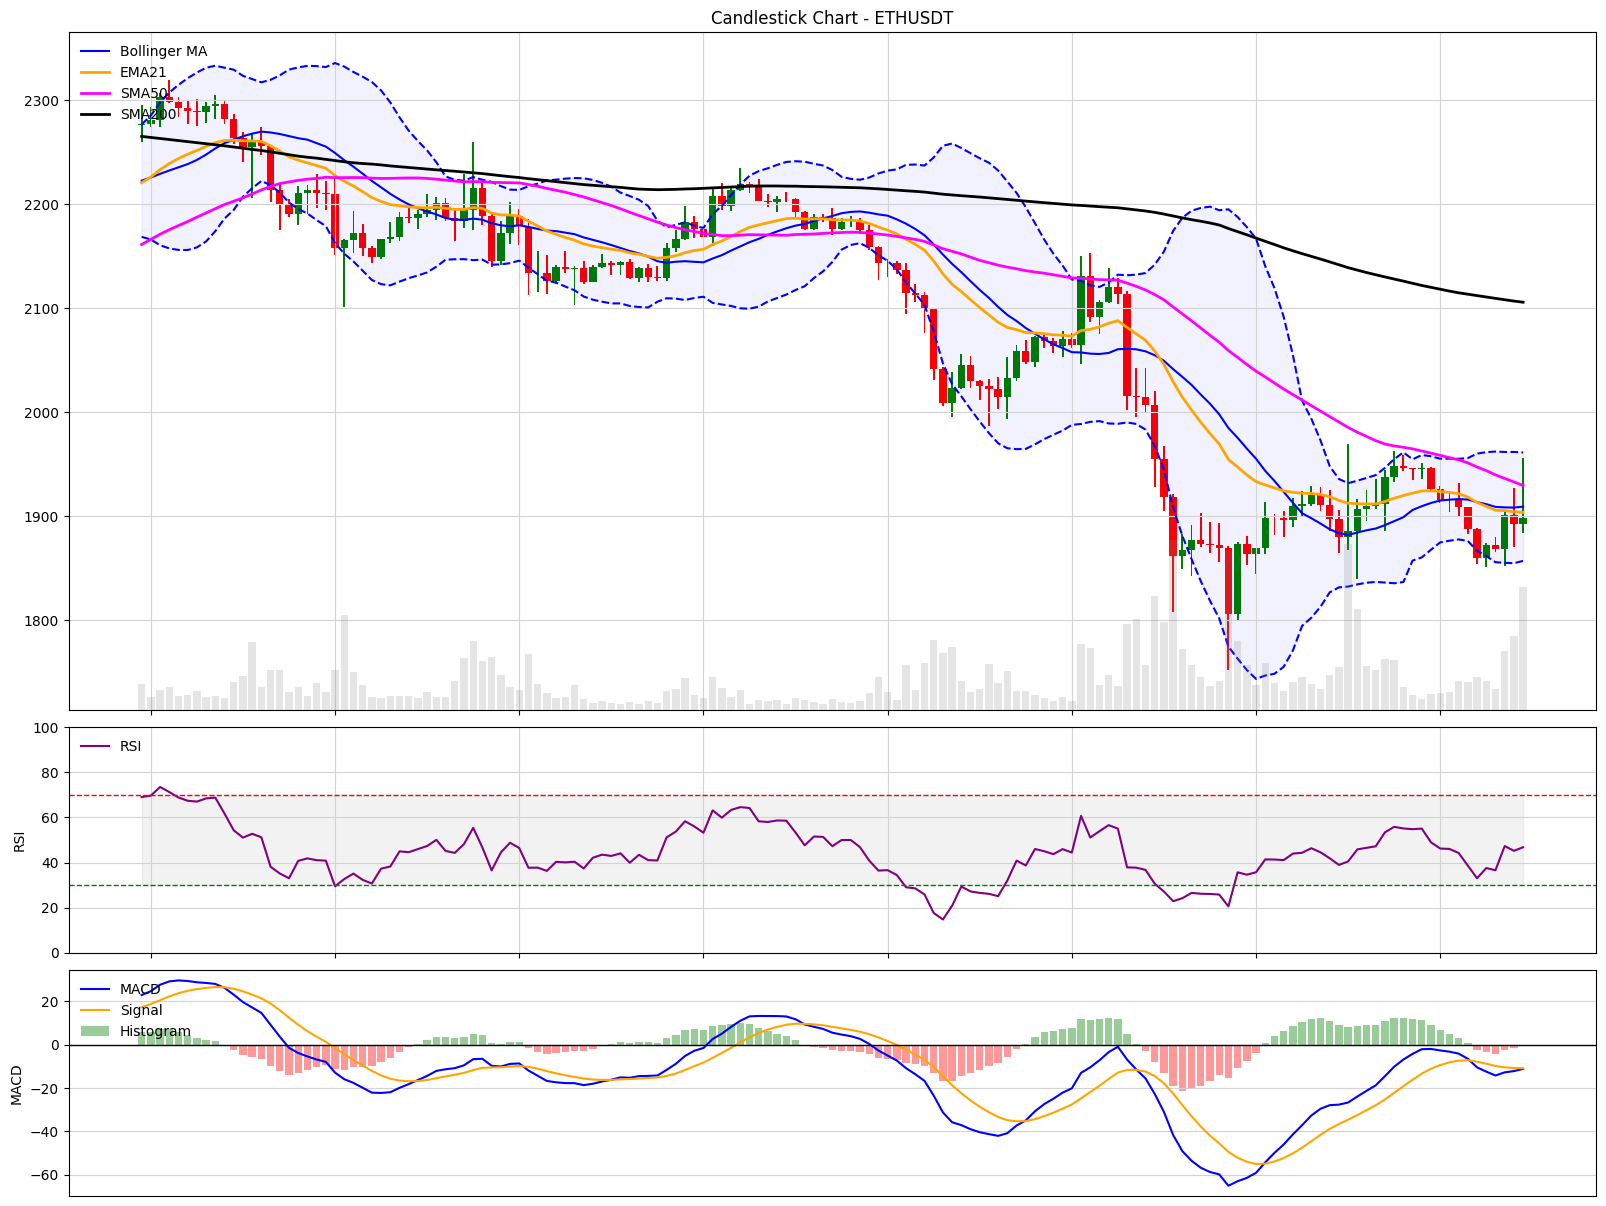 Candlestick Chart - ETHUSDT
Bollinger MA
EMA21
SMA50
SMA200
2300
2200
2100
2000
1900
1800
RSI
100
80
60
40
20
0
RSI
MACD
Signal
Histogram
20
0
−20
−40
−60
MACD